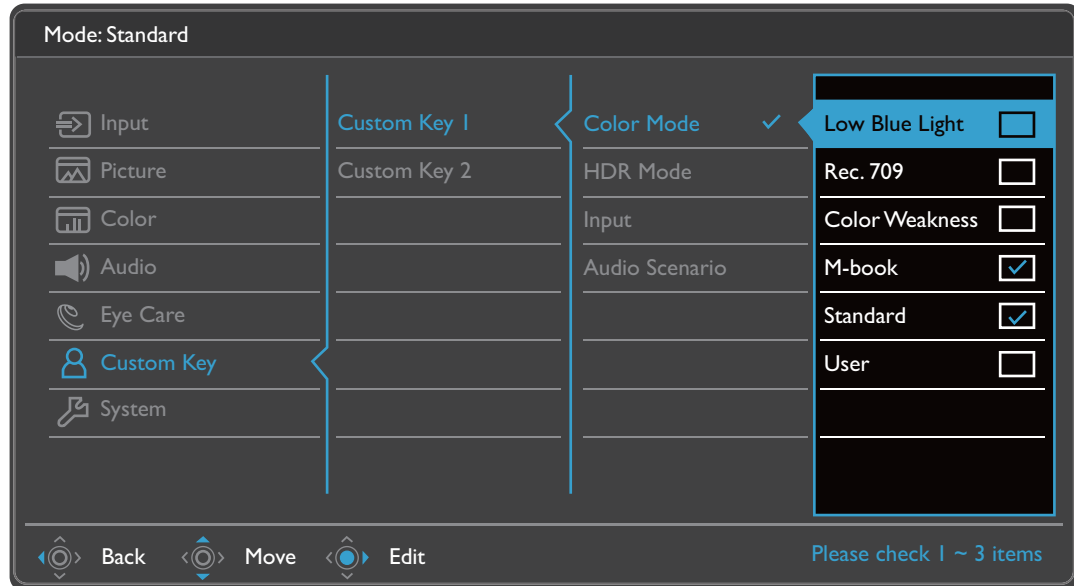 Mode: Standard
Input
Picture
Color
Audio
Eye Care
Custom Key
System
Custom Key 1
Custom Key 2
Color Mode
HDR Mode
Input
Audio Scenario
Low Blue Light
Rec. 709
Color Weakness
M-book
Standard
User
Back
Move
Edit
Please check 1 ~ 3 items